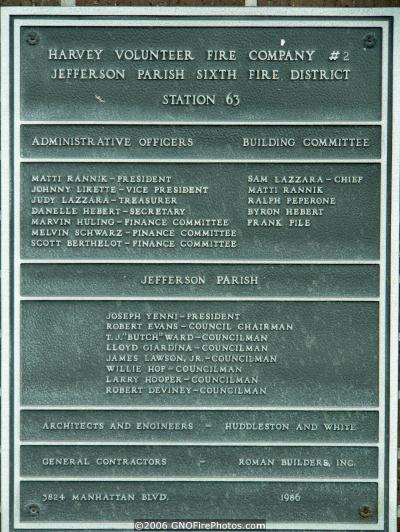 HARVEY VOLUNTEER FIRE COMPANY #2
JEFFERSON PARISH SIXTH FIRE DISTRICT
STATION 63
ADMINISTRATIVE OFFICERS BUILDING COMMITTEE
MATTI RANNIK-PRESIDENT SAM LAZZARA-CHIEF
JOHNNY LIRETTE-VICE PRESIDENT MATTI RANNIK
JUDY LAZZARA-TREASURER RALPH PEPERONE
DANELLE HEBERT-SECRETARY BYRON HEBERT
MARVIN HULING-FINANCE COMMITTEE FRANK PILE
MELVIN SCHWARZ-FINANCE COMMITTEE
SCOTT BERTHELOT-FINANCE COMMITTEE
JEFFERSON PARISH
JOSEPH YENNI-PRESIDENT
ROBERT EVANS-COUNCIL CHAIRMAN
T.J."BUTCH" WARD-COUNCILMAN
LLOYD GIARDINA-COUNCILMAN
JAMES LAWSON, JR.-COUNCILMAN
WILLIE HOF-COUNCILMAN
LARRY HOOPER-COUNCILMAN
ROBERT DEVINEY-COUNCILMAN
ARCHITECTS AND ENGINEERS - HUDDLESTON AND WHITE
GENERAL CONTRACTORS - ROMAN BUILDERS, INC.
3824 MANHATTAN BLVD. 1986
©2006 GNOFirePhotos.com